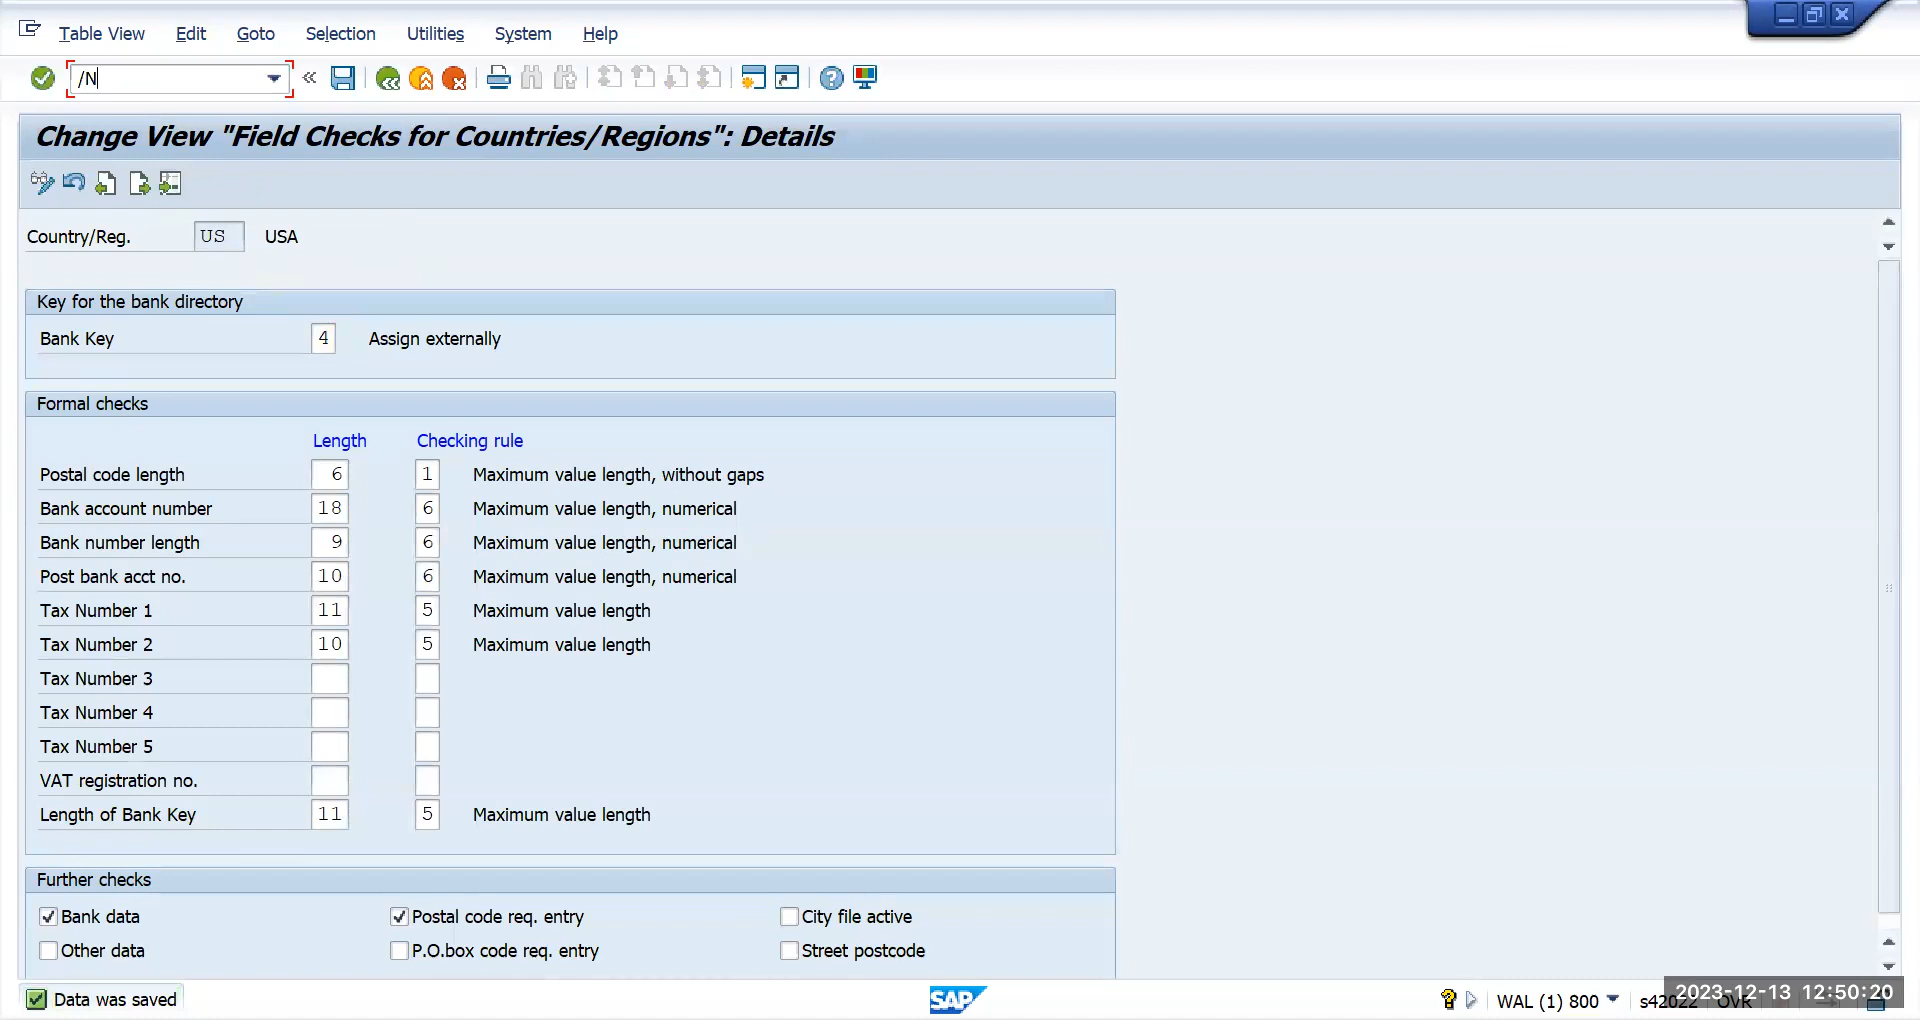 Table View Edit Goto Selection Utilities System Help
/N
Change View "Field Checks for Countries/Regions": Details
Country/Reg. US USA
Key for the bank directory
Bank Key 4 Assign externally
Formal checks
Length Checking rule
Postal code length 6 1 Maximum value length, without gaps
Bank account number 18 6 Maximum value length, numerical
Bank number length 9 6 Maximum value length, numerical
Post bank acct no. 10 6 Maximum value length, numerical
Tax Number 1 11 5 Maximum value length
Tax Number 2 10 5 Maximum value length
Tax Number 3
Tax Number 4
Tax Number 5
VAT registration no.
Length of Bank Key 11 5 Maximum value length
Further checks
Bank data Postal code req. entry City file active
Other data P.O.box code req. entry Street postcode
Data was saved SAP WAL (1) 800 s42022 OVR
2023-12-13 12:50:20